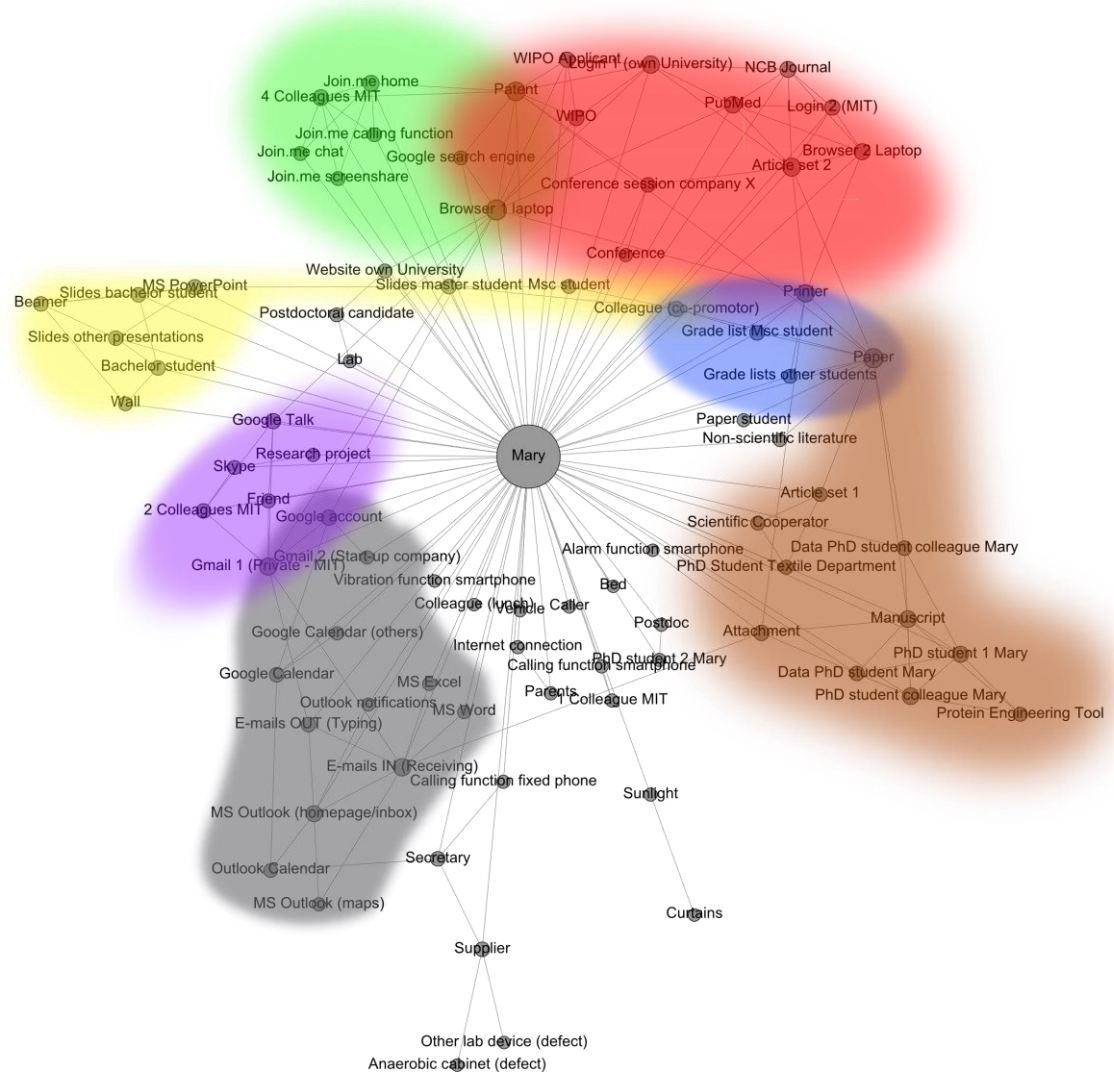 WIPO Applicant
Login 1 (own University)
NCB Journal
Join.me home
Patent
4 Colleagues MIT
PubMed
Login 2 (MIT)
WIPO
Join.me calling function
Join.me chat
Google search engine
Browser 2 Laptop
Article set 2
Join.me screenshare
Conference session company X
Browser 1 laptop
Conference
Website own University
MS PowerPoint
Slides master student
Msc student
Slides bachelor student
Printer
Beamer
Colleague (co-promotor)
Postdoctoral candidate
Grade list Msc student
Slides other presentations
Lab
Paper
Bachelor student
Grade lists other students
Wall
Google Talk
Paper student
Non-scientific literature
Research project
Mary
Skype
Article set 1
Friend
2 Colleagues MIT
Google account
Scientific Cooperator
Alarm function smartphone
Data PhD student colleague Mary
Gmail 2 (Start-up company)
Gmail 1 (Private - MIT)
PhD Student Textile Department
Vibration function smartphone
Bed
Colleague (lunch)
Vehicle
Caller
Manuscript
Postdoc
Google Calendar (others)
Attachment
Internet connection
PhD student 1 Mary
PhD student 2 Mary
Calling function smartphone
Google Calendar
Data PhD student Mary
MS Excel
Parents
1 Colleague MIT
PhD student colleague Mary
Outlook notifications
MS Word
Protein Engineering Tool
E-mails OUT (Typing)
E-mails IN (Receiving)
Calling function fixed phone
Sunlight
MS Outlook (homepage/inbox)
Secretary
Outlook Calendar
MS Outlook (maps)
Curtains
Supplier
Other lab device (defect)
Anaerobic cabinet (defect)